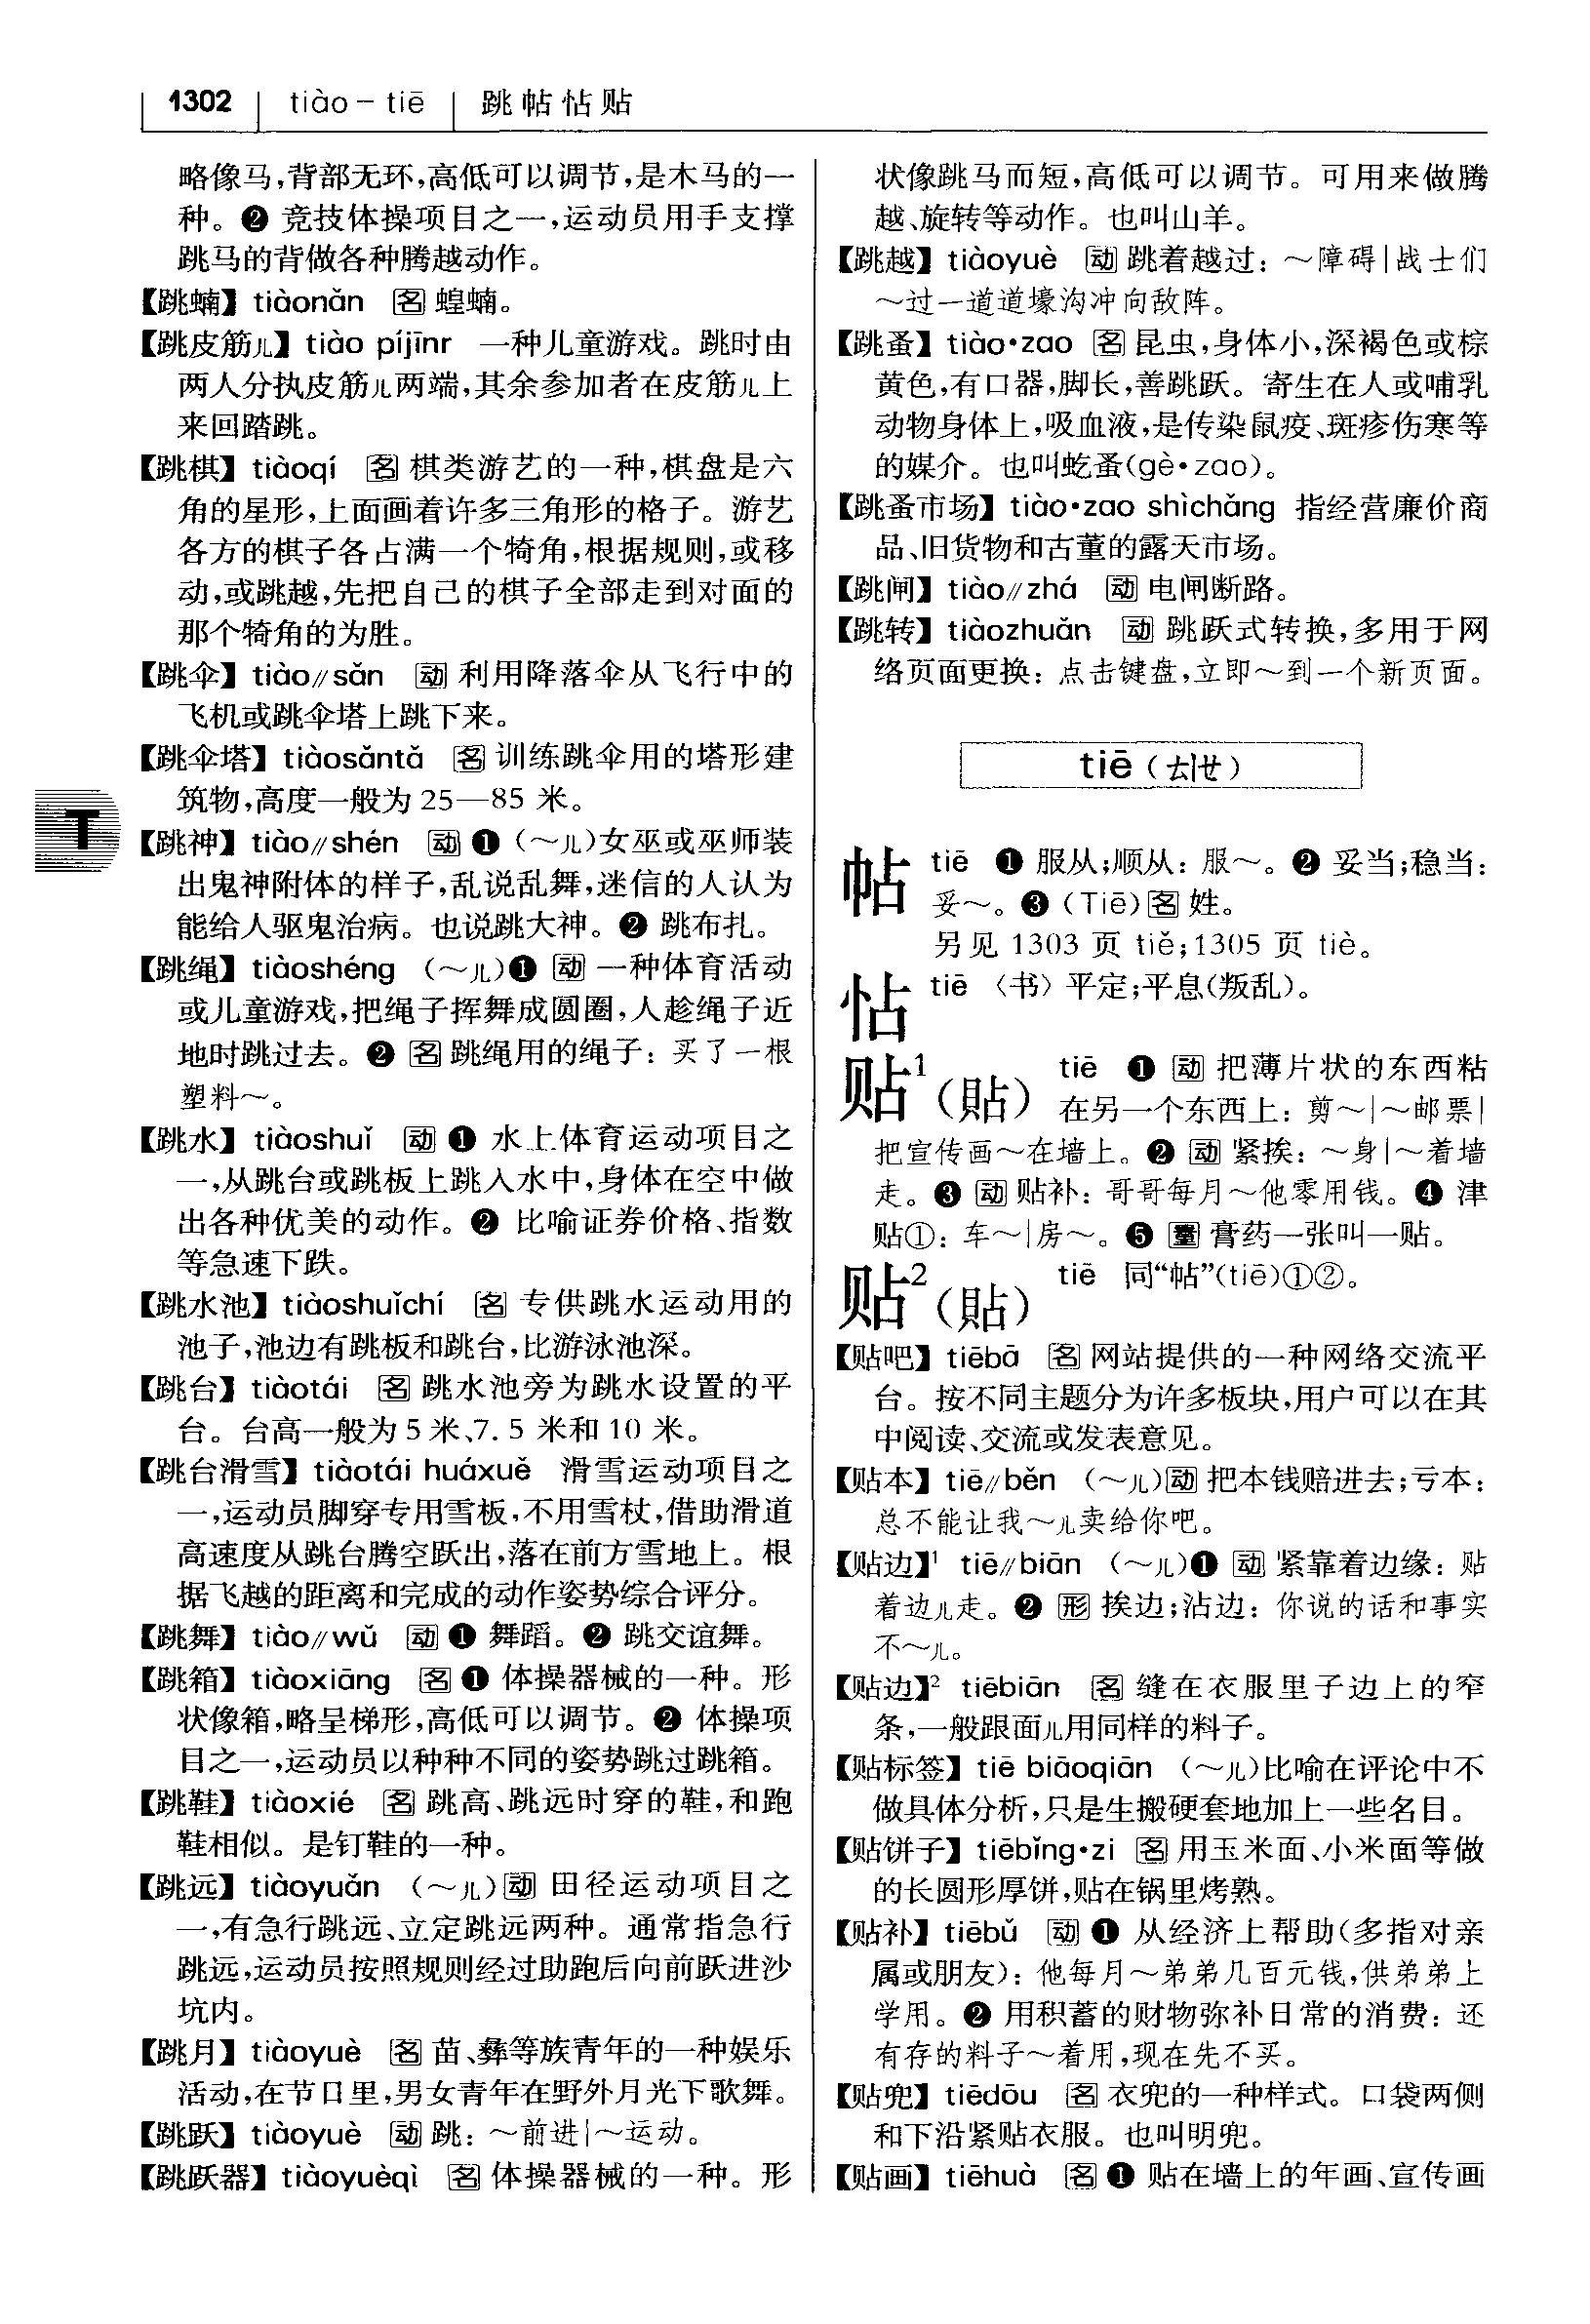 1302 tiào－tiē 跳帖怗贴
略像马,背部无环,高低可以调节,是木马的一
种。❷ 竞技体操项目之一,运动员用手支撑
跳马的背做各种腾越动作。
【跳蝻】tiàonǎn 名 蝗蝻。
【跳皮筋儿】tiào píjīnr 一种儿童游戏。跳时由
两人分执皮筋儿两端,其余参加者在皮筋儿上
来回踏跳。
【跳棋】tiàoqí 名 棋类游艺的一种,棋盘是六
角的星形,上面画着许多三角形的格子。游艺
各方的棋子各占满一个犄角,根据规则,或移
动,或跳越,先把自己的棋子全部走到对面的
那个犄角的为胜。
【跳伞】tiào∥sǎn 动 利用降落伞从飞行中的
飞机或跳伞塔上跳下来。
【跳伞塔】tiàosǎntǎ 名 训练跳伞用的塔形建
筑物,高度一般为25—85 米。
T
【跳神】tiào∥shén 动 ❶（～儿)女巫或巫师装
出鬼神附体的样子,乱说乱舞,迷信的人认为
能给人驱鬼治病。也说跳大神。❷ 跳布扎。
【跳绳】tiàoshéng （～儿)❶ 动 一种体育活动
或儿童游戏,把绳子挥舞成圆圈,人趁绳子近
地时跳过去。❷ 名 跳绳用的绳子：买了一根
塑料～。
【跳水】tiàoshuǐ 动 ❶ 水上体育运动项目之
一,从跳台或跳板上跳入水中,身体在空中做
出各种优美的动作。❷ 比喻证券价格、指数
等急速下跌。
【跳水池】tiàoshuǐchí 名 专供跳水运动用的
池子,池边有跳板和跳台,比游泳池深。
【跳台】tiàotái 名 跳水池旁为跳水设置的平
台。台高一般为5米、7.5 米和10 米。
【跳台滑雪】tiàotái huáxuě 滑雪运动项目之
一,运动员脚穿专用雪板,不用雪杖,借助滑道
高速度从跳台腾空跃出,落在前方雪地上。根
据飞越的距离和完成的动作姿势综合评分。
【跳舞】tiào∥wǔ 动 ❶ 舞蹈。❷ 跳交谊舞。
【跳箱】tiàoxiāng 名 ❶ 体操器械的一种。形
状像箱,略呈梯形,高低可以调节。❷ 体操项
目之一,运动员以种种不同的姿势跳过跳箱。
【跳鞋】tiàoxié 名 跳高、跳远时穿的鞋,和跑
鞋相似。是钉鞋的一种。
【跳远】tiàoyuǎn （～儿)动 田径运动项目之
一,有急行跳远、立定跳远两种。通常指急行
跳远,运动员按照规则经过助跑后向前跃进沙
坑内。
【跳月】tiàoyuè 名 苗、彝等族青年的一种娱乐
活动,在节日里,男女青年在野外月光下歌舞。
【跳跃】tiàoyuè 动 跳：～前进|～运动。
【跳跃器】tiàoyuèqì 名 体操器械的一种。形
状像跳马而短,高低可以调节。可用来做腾
越、旋转等动作。也叫山羊。
【跳越】tiàoyuè 动 跳着越过：～障碍|战士们
～过一道道壕沟冲向敌阵。
【跳蚤】tiào·zao 名 昆虫,身体小,深褐色或棕
黄色,有口器,脚长,善跳跃。寄生在人或哺乳
动物身体上,吸血液,是传染鼠疫、斑疹伤寒等
的媒介。也叫虼蚤(gè·zao)。
【跳蚤市场】tiào·zao shìchǎng 指经营廉价商
品、旧货物和古董的露天市场。
【跳闸】tiào∥zhá 动 电闸断路。
【跳转】tiàozhuǎn 动 跳跃式转换,多用于网
络页面更换：点击键盘,立即～到一个新页面。
tiē（ㄊㄧㄝ）
帖 tiē ❶ 服从;顺从：服～。❷ 妥当;稳当：
妥～。❸（Tiē）名 姓。
另见 1303 页 tiě;1305 页 tiè。
怗 tiē 〈书〉平定;平息(叛乱)。
贴¹（貼） tiē ❶ 动 把薄片状的东西粘
在另一个东西上：剪～|～邮票|
把宣传画～在墙上。❷ 动 紧挨：～身|～着墙
走。❸ 动 贴补：哥哥每月～他零用钱。❹ 津
贴①：车～|房～。❺ 量 膏药一张叫一贴。
贴²（貼） tiē 同“帖”(tiē)①②。
【贴吧】tiēbā 名 网站提供的一种网络交流平
台。按不同主题分为许多板块,用户可以在其
中阅读、交流或发表意见。
【贴本】tiē∥běn （～儿)动 把本钱赔进去;亏本：
总不能让我～儿卖给你吧。
【贴边】¹ tiē∥biān （～儿)❶ 动 紧靠着边缘：贴
着边儿走。❷ 形 挨边;沾边：你说的话和事实
不～儿。
【贴边】² tiēbiān 名 缝在衣服里子边上的窄
条,一般跟面儿用同样的料子。
【贴标签】tiē biāoqiān （～儿)比喻在评论中不
做具体分析,只是生搬硬套地加上一些名目。
【贴饼子】tiēbǐng·zi 名 用玉米面、小米面等做
的长圆形厚饼,贴在锅里烤熟。
【贴补】tiēbǔ 动 ❶ 从经济上帮助(多指对亲
属或朋友)：他每月～弟弟几百元钱,供弟弟上
学用。❷ 用积蓄的财物弥补日常的消费：还
有存的料子～着用,现在先不买。
【贴兜】tiēdōu 名 衣兜的一种样式。口袋两侧
和下沿紧贴衣服。也叫明兜。
【贴画】tiēhuà 名 ❶ 贴在墙上的年画、宣传画